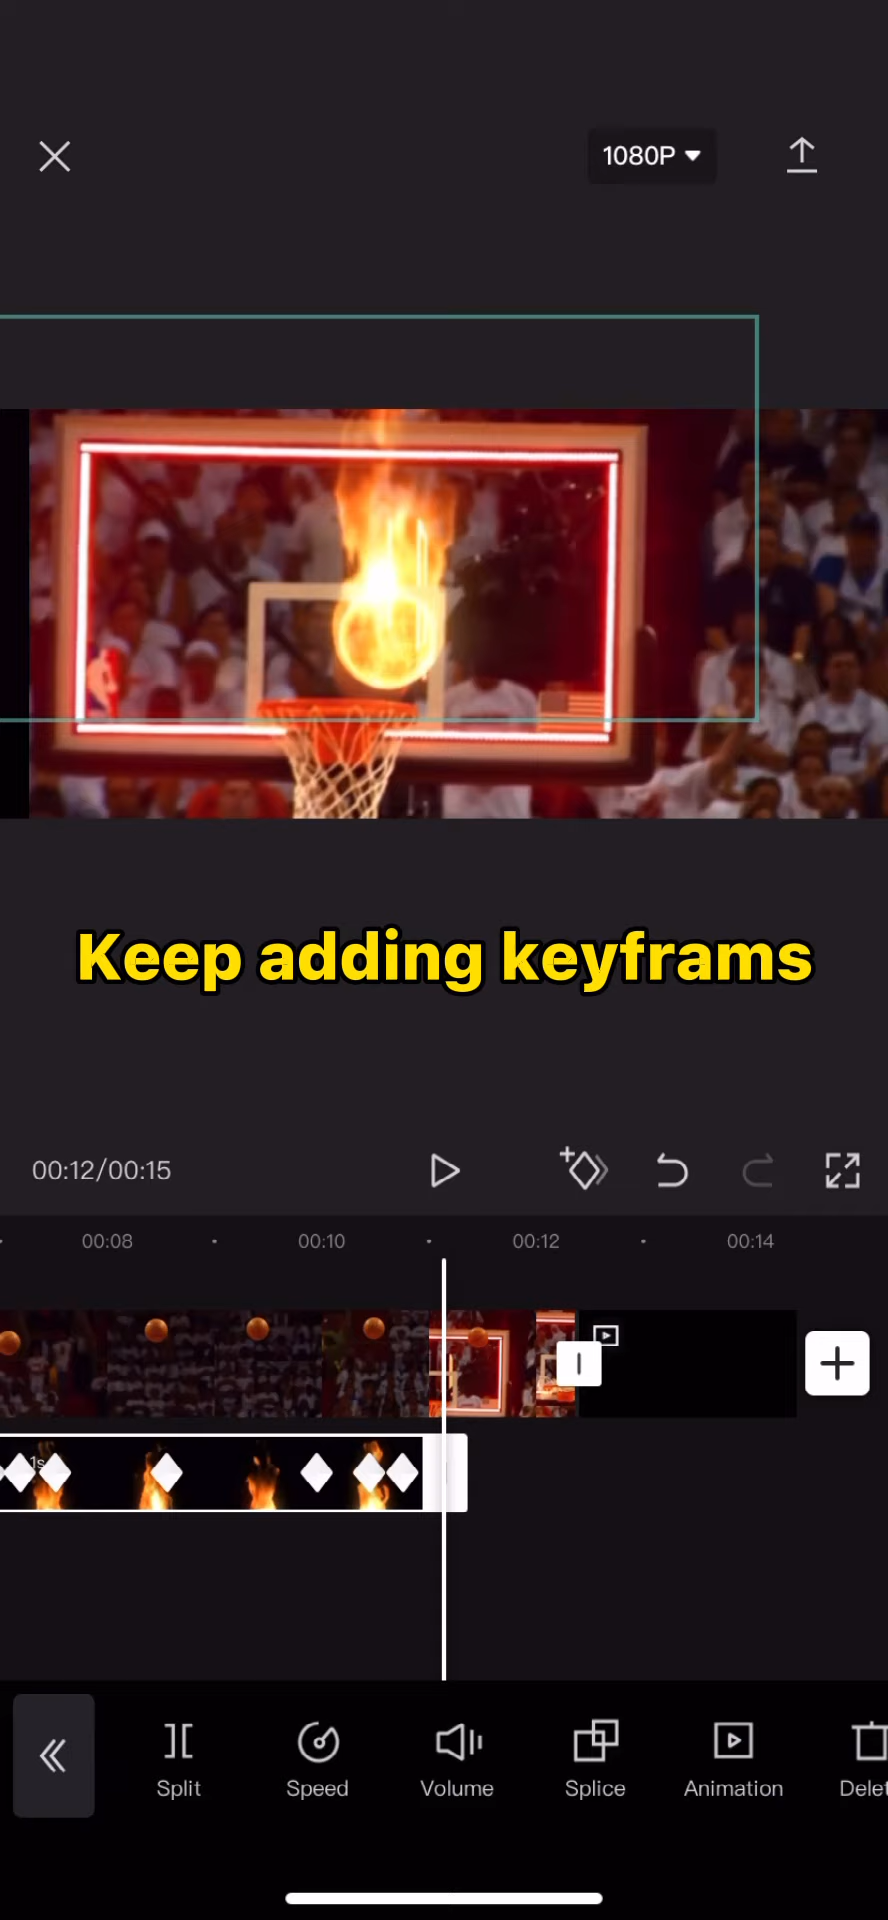 1080P
Keep adding keyframs
00:12/00:15
00:08
00:10
00:12
00:14
1s
Split
Speed
Volume
Splice
Animation
Delet